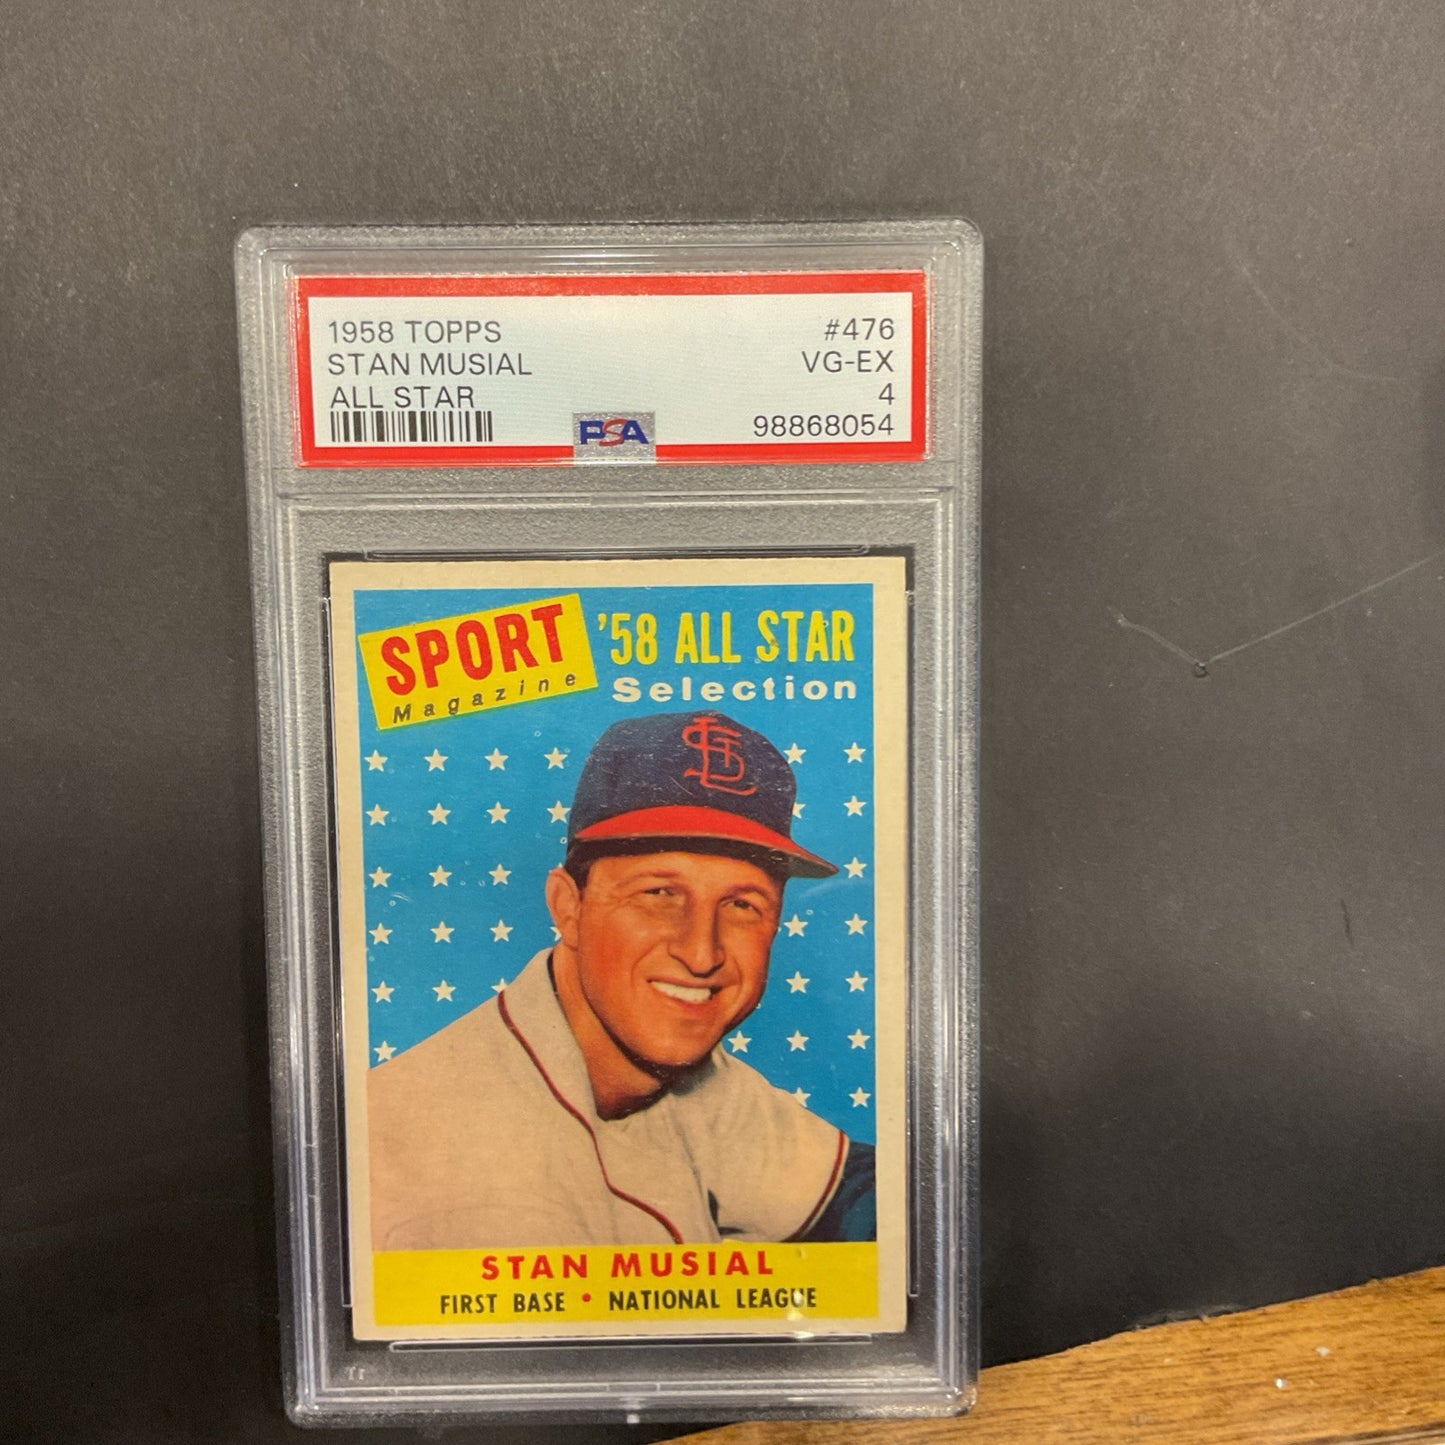 1958 TOPPS #476
STAN MUSIAL VG-EX
ALL STAR 4
PSA 98868054
SPORT
Magazine
'58 ALL STAR
Selection
STL
STAN MUSIAL
FIRST BASE • NATIONAL LEAGUE